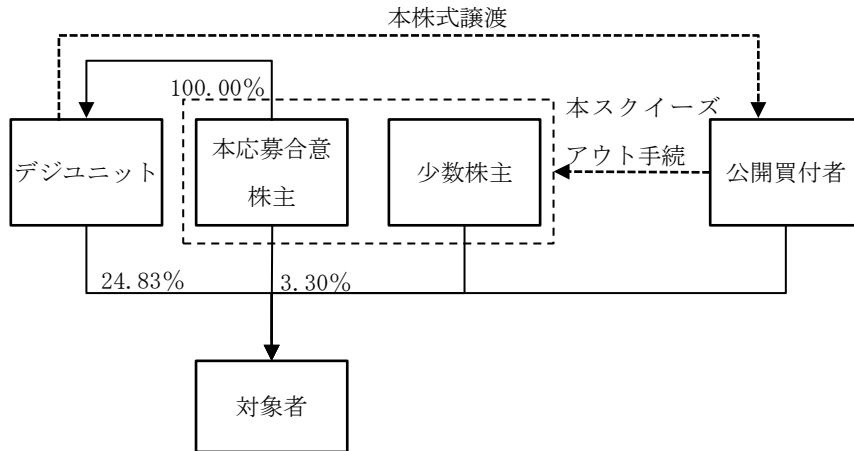 本株式譲渡
100.00%
本スクイーズ
アウト手続
デジユニット
本応募合意
株主
少数株主
公開買付者
24.83%
3.30%
対象者